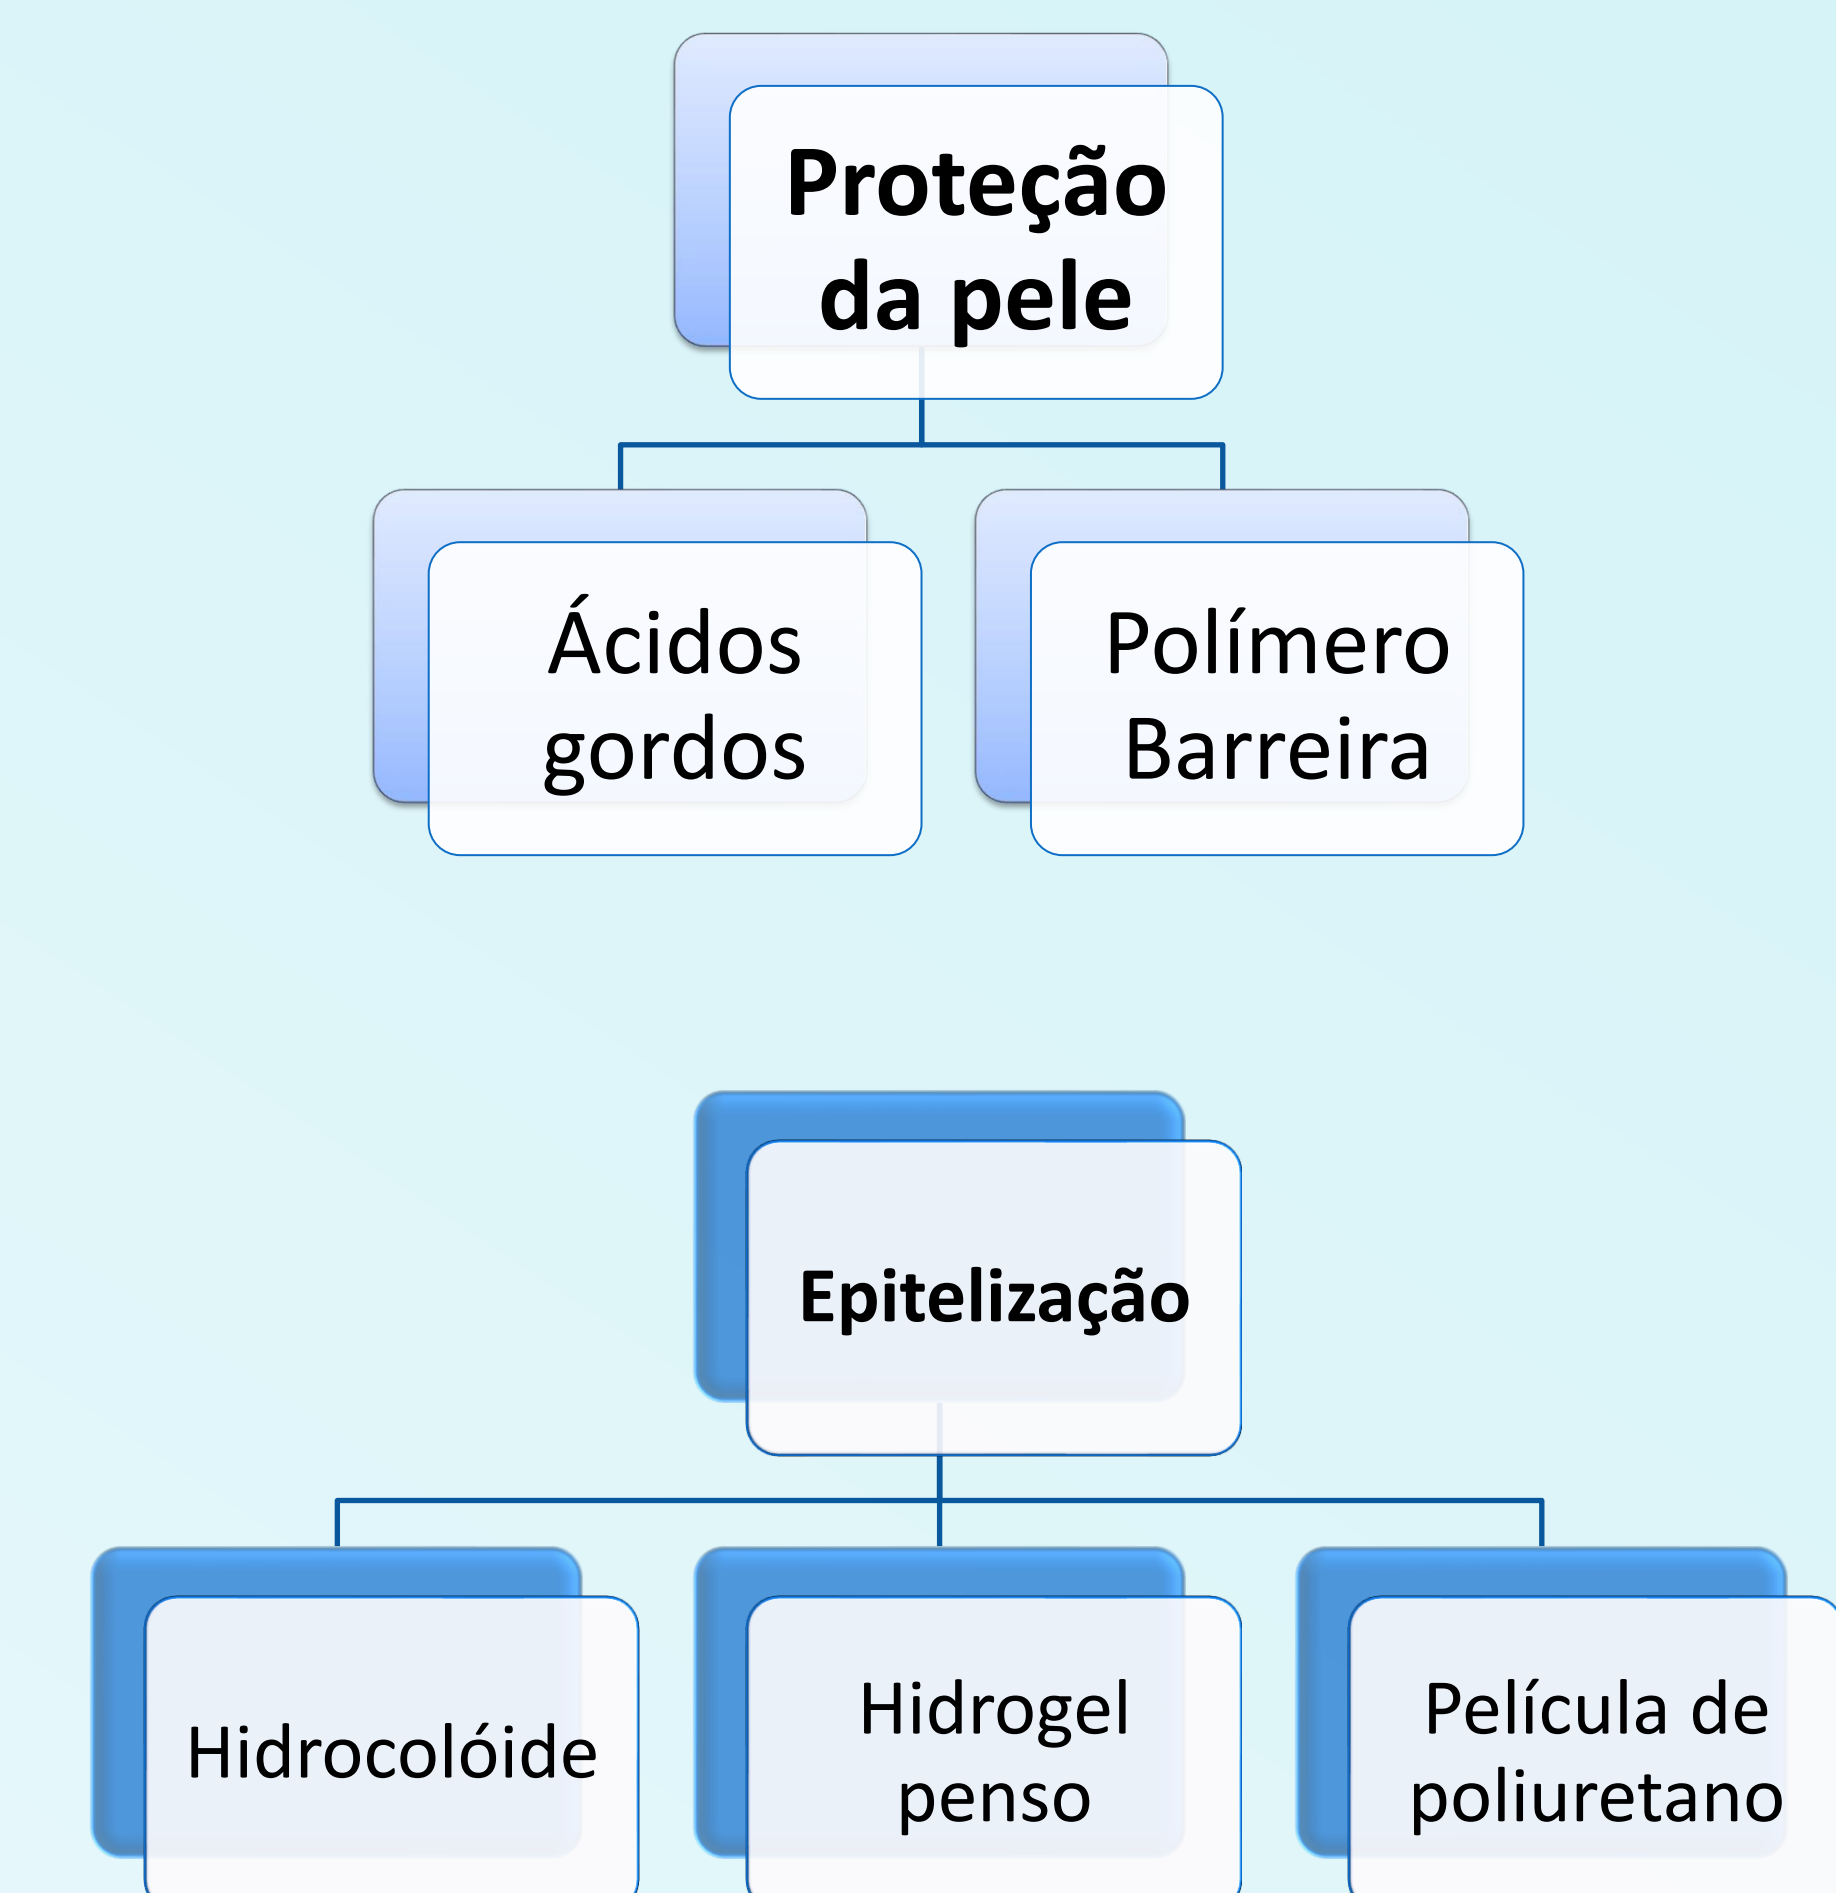 Proteção
da pele
Ácidos
gordos
Polímero
Barreira
Epitelização
Hidrocolóide
Hidrogel
penso
Película de
poliuretano